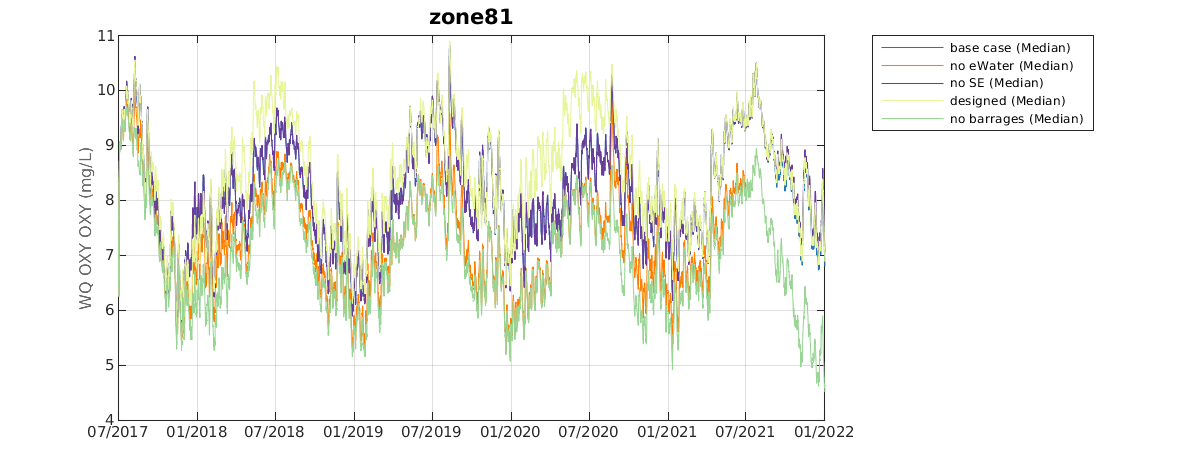 zone81
WQ OXY OXY (mg/L)
11
10
9
8
7
6
5
4
07/2017 01/2018 07/2018 01/2019 07/2019 01/2020 07/2020 01/2021 07/2021 01/2022
base case (Median)
no eWater (Median)
no SE (Median)
designed (Median)
no barrages (Median)